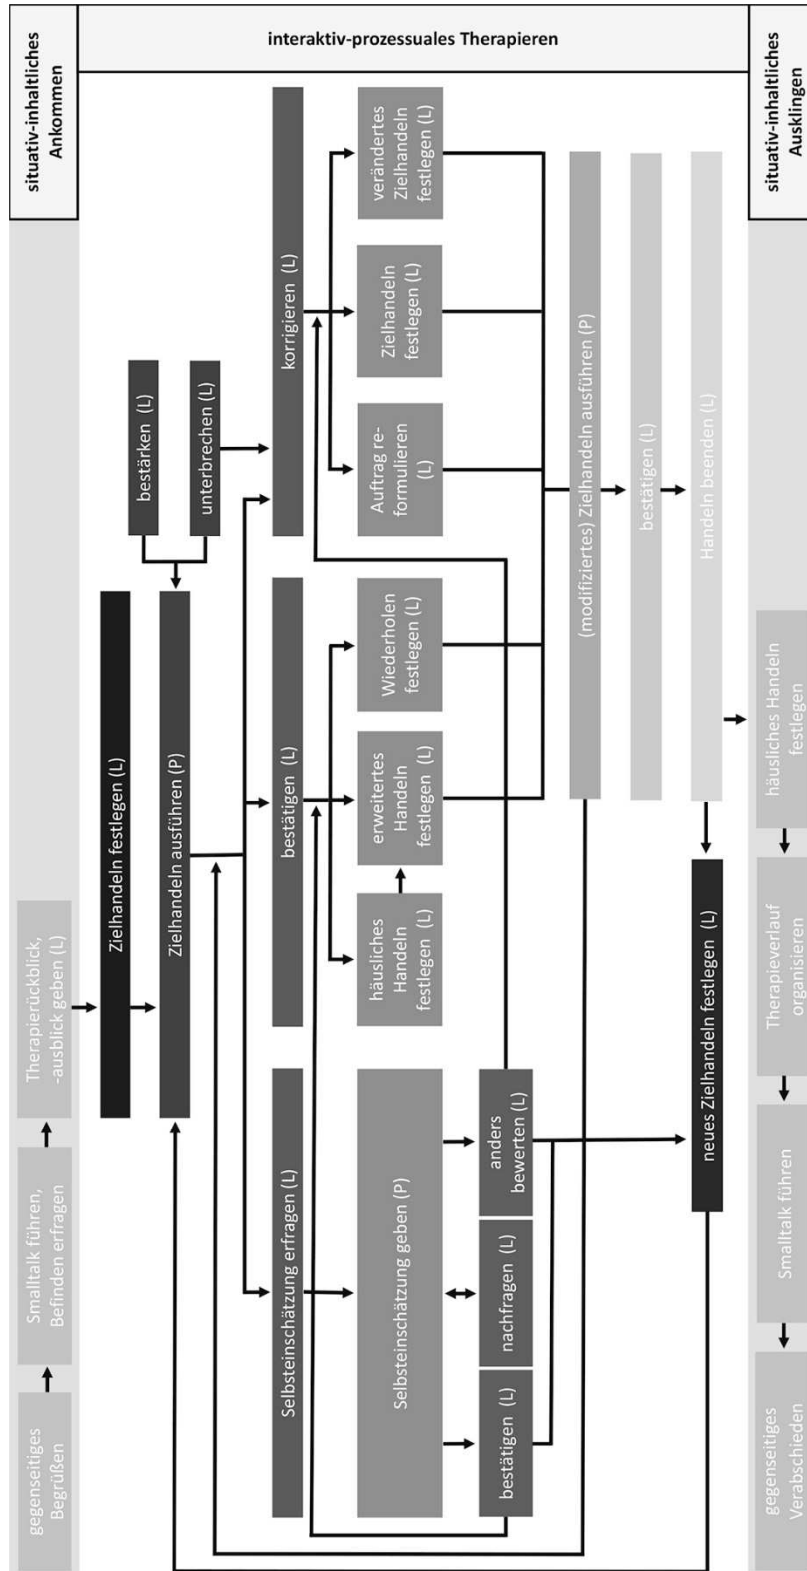 situativ-inhaltliches
Ankommen
gegenseitiges
Begrüßen
Smalltalk führen,
Befinden erfragen
Therapierückblick,
-ausblick geben (L)
interaktiv-prozessuales Therapieren
Zielhandeln festlegen (L)
Zielhandeln ausführen (P)
bestärken (L)
unterbrechen (L)
Selbsteinschätzung erfragen (L)
bestätigen (L)
korrigieren (L)
Selbsteinschätzung geben (P)
häusliches
Handeln
festlegen (L)
erweitertes
Handeln
festlegen (L)
Wiederholen
festlegen (L)
Auftrag re-
formulieren
(L)
Zielhandeln
festlegen (L)
verändertes
Zielhandeln
festlegen (L)
bestätigen (L)
nachfragen (L)
anders
bewerten (L)
(modifiziertes) Zielhandeln ausführen (P)
bestätigen (L)
Handeln beenden (L)
neues Zielhandeln festlegen (L)
situativ-inhaltliches
Ausklingen
häusliches Handeln
festlegen
Therapieverlauf
organisieren
Smalltalk führen
gegenseitiges
Verabschieden